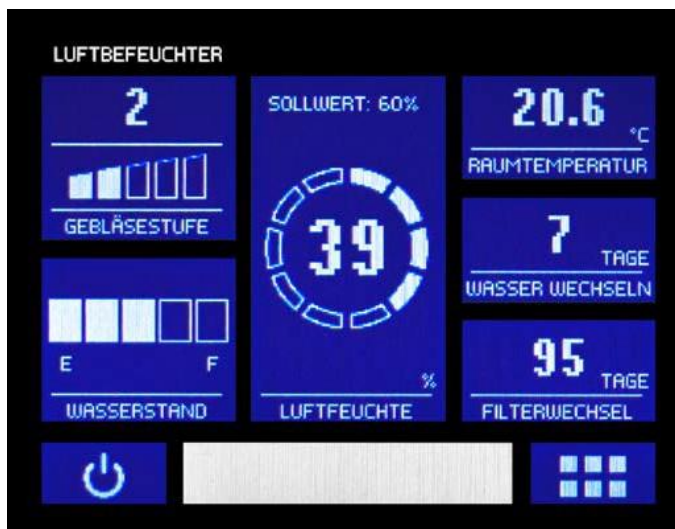 LUFTBEFEUCHTER
2
GEBLÄSESTUFE
E F
WASSERSTAND
SOLLWERT: 60%
39
%
LUFTFEUCHTE
20.6
°C
RAUMTEMPERATUR
7
TAGE
WASSER WECHSELN
95
TAGE
FILTERWECHSEL